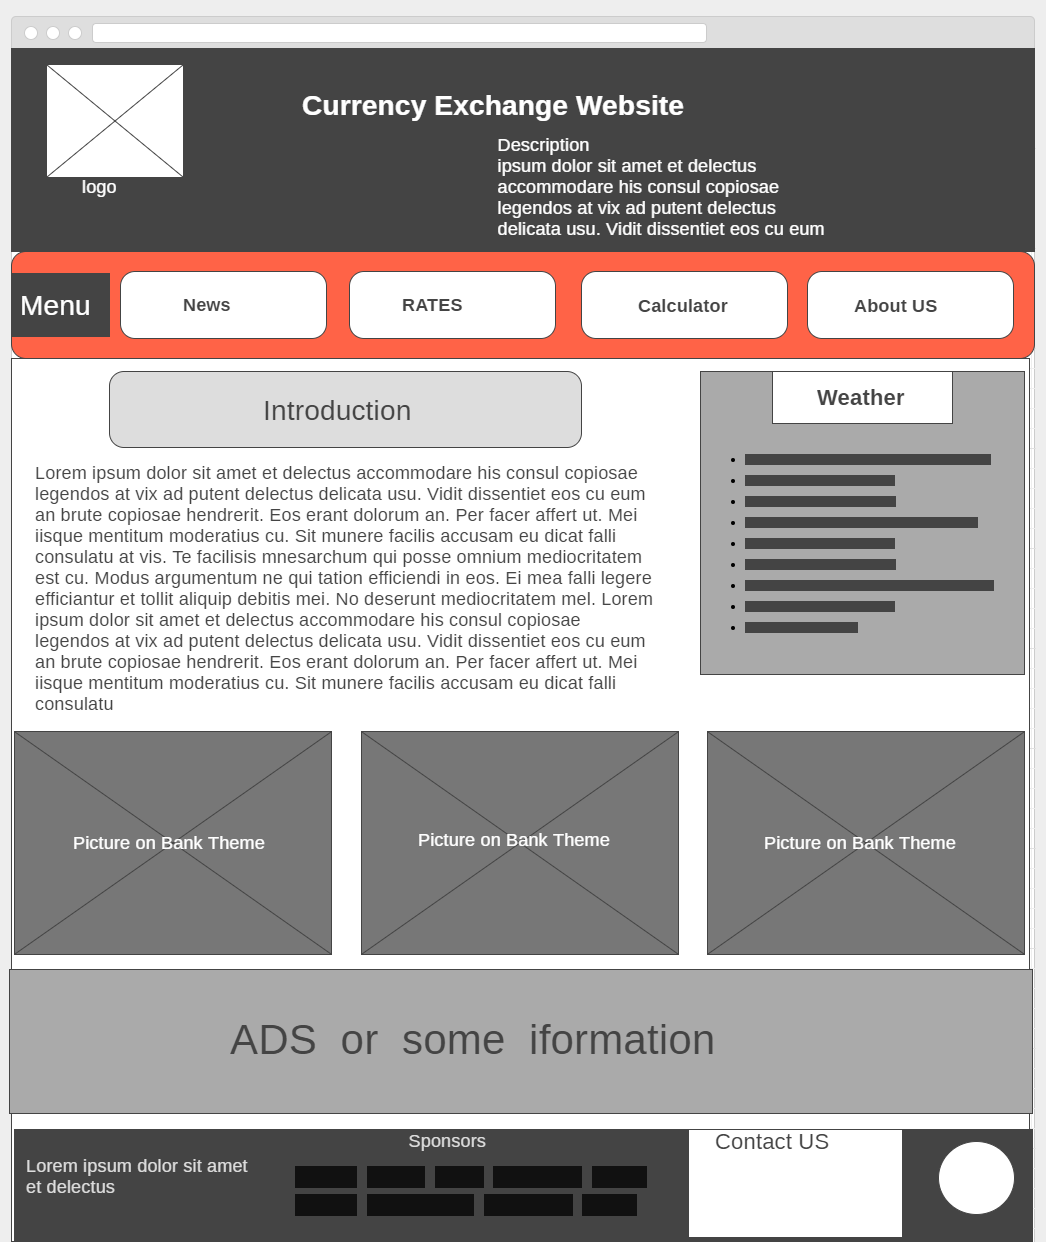 Currency Exchange Website
logo
Description
ipsum dolor sit amet et delectus
accommodare his consul copiosae
legendos at vix ad putent delectus
delicata usu. Vidit dissentiet eos cu eum
Menu
News
RATES
Calculator
About US
Introduction
Lorem ipsum dolor sit amet et delectus accommodare his consul copiosae
legendos at vix ad putent delectus delicata usu. Vidit dissentiet eos cu eum
an brute copiosae hendrerit. Eos erant dolorum an. Per facer affert ut. Mei
iisque mentitum moderatius cu. Sit munere facilis accusam eu dicat falli
consulatu at vis. Te facilisis mnesarchum qui posse omnium mediocritatem
est cu. Modus argumentum ne qui tation efficiendi in eos. Ei mea falli legere
efficiantur et tollit aliquip debitis mei. No deserunt mediocritatem mel. Lorem
ipsum dolor sit amet et delectus accommodare his consul copiosae
legendos at vix ad putent delectus delicata usu. Vidit dissentiet eos cu eum
an brute copiosae hendrerit. Eos erant dolorum an. Per facer affert ut. Mei
iisque mentitum moderatius cu. Sit munere facilis accusam eu dicat falli
consulatu
Weather
Picture on Bank Theme
Picture on Bank Theme
Picture on Bank Theme
ADS or some iformation
Lorem ipsum dolor sit amet
et delectus
Sponsors
Contact US